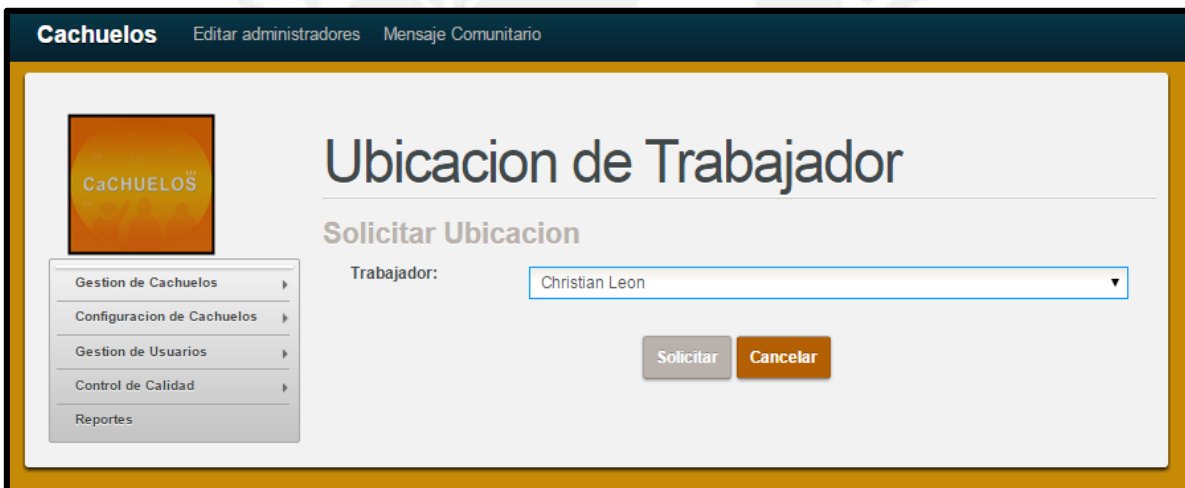 Cachuelos Editar administradores Mensaje Comunitario
CaCHUELOS
Ubicacion de Trabajador
Solicitar Ubicacion
Trabajador: Christian Leon
Solicitar Cancelar
Gestion de Cachuelos
Configuracion de Cachuelos
Gestion de Usuarios
Control de Calidad
Reportes